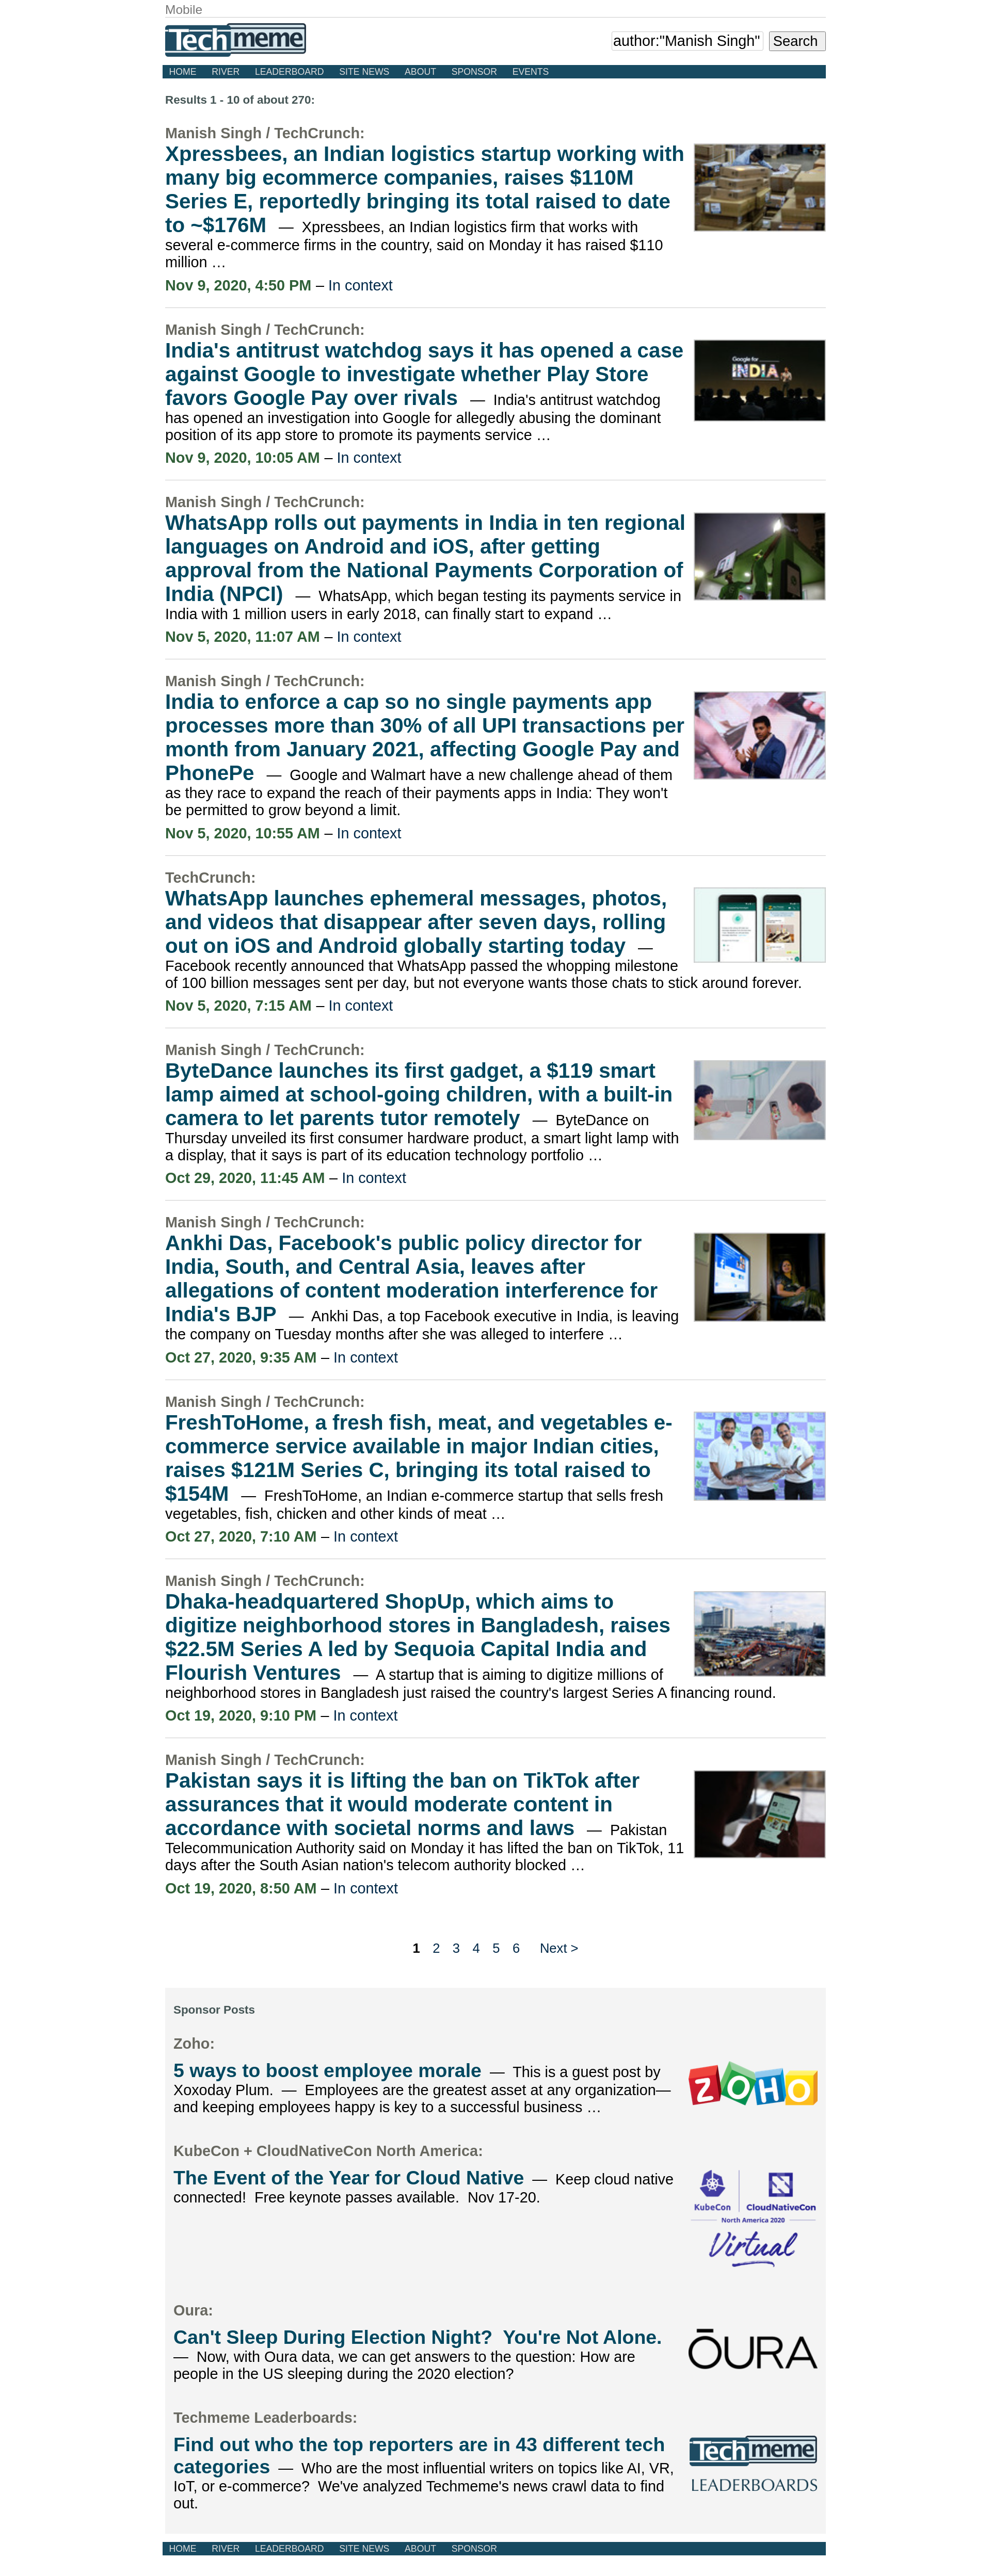 Mobile
Techmeme
author:"Manish Singh" Search
HOME RIVER LEADERBOARD SITE NEWS ABOUT SPONSOR EVENTS
Results 1 - 10 of about 270:
Manish Singh / TechCrunch:
Xpressbees, an Indian logistics startup working with
many big ecommerce companies, raises $110M
Series E, reportedly bringing its total raised to date
to ~$176M — Xpressbees, an Indian logistics firm that works with
several e-commerce firms in the country, said on Monday it has raised $110
million …
Nov 9, 2020, 4:50 PM – In context
Manish Singh / TechCrunch:
India's antitrust watchdog says it has opened a case
against Google to investigate whether Play Store
favors Google Pay over rivals — India's antitrust watchdog
has opened an investigation into Google for allegedly abusing the dominant
position of its app store to promote its payments service …
Google for
INDIA
Nov 9, 2020, 10:05 AM – In context
Manish Singh / TechCrunch:
WhatsApp rolls out payments in India in ten regional
languages on Android and iOS, after getting
approval from the National Payments Corporation of
India (NPCI) — WhatsApp, which began testing its payments service in
India with 1 million users in early 2018, can finally start to expand …
Nov 5, 2020, 11:07 AM – In context
Manish Singh / TechCrunch:
India to enforce a cap so no single payments app
processes more than 30% of all UPI transactions per
month from January 2021, affecting Google Pay and
PhonePe — Google and Walmart have a new challenge ahead of them
as they race to expand the reach of their payments apps in India: They won't
be permitted to grow beyond a limit.
Nov 5, 2020, 10:55 AM – In context
TechCrunch:
WhatsApp launches ephemeral messages, photos,
and videos that disappear after seven days, rolling
out on iOS and Android globally starting today —
Facebook recently announced that WhatsApp passed the whopping milestone
of 100 billion messages sent per day, but not everyone wants those chats to stick around forever.
Nov 5, 2020, 7:15 AM – In context
Manish Singh / TechCrunch:
ByteDance launches its first gadget, a $119 smart
lamp aimed at school-going children, with a built-in
camera to let parents tutor remotely — ByteDance on
Thursday unveiled its first consumer hardware product, a smart light lamp with
a display, that it says is part of its education technology portfolio …
Oct 29, 2020, 11:45 AM – In context
Manish Singh / TechCrunch:
Ankhi Das, Facebook's public policy director for
India, South, and Central Asia, leaves after
allegations of content moderation interference for
India's BJP — Ankhi Das, a top Facebook executive in India, is leaving
the company on Tuesday months after she was alleged to interfere …
Oct 27, 2020, 9:35 AM – In context
Manish Singh / TechCrunch:
FreshToHome, a fresh fish, meat, and vegetables e-
commerce service available in major Indian cities,
raises $121M Series C, bringing its total raised to
$154M — FreshToHome, an Indian e-commerce startup that sells fresh
vegetables, fish, chicken and other kinds of meat …
Oct 27, 2020, 7:10 AM – In context
Manish Singh / TechCrunch:
Dhaka-headquartered ShopUp, which aims to
digitize neighborhood stores in Bangladesh, raises
$22.5M Series A led by Sequoia Capital India and
Flourish Ventures — A startup that is aiming to digitize millions of
neighborhood stores in Bangladesh just raised the country's largest Series A financing round.
Oct 19, 2020, 9:10 PM – In context
Manish Singh / TechCrunch:
Pakistan says it is lifting the ban on TikTok after
assurances that it would moderate content in
accordance with societal norms and laws — Pakistan
Telecommunication Authority said on Monday it has lifted the ban on TikTok, 11
days after the South Asian nation's telecom authority blocked …
Oct 19, 2020, 8:50 AM – In context
1 2 3 4 5 6 Next >
Sponsor Posts
Zoho:
5 ways to boost employee morale — This is a guest post by
Xoxoday Plum. — Employees are the greatest asset at any organization—
and keeping employees happy is key to a successful business …
ZOHO
KubeCon + CloudNativeCon North America:
The Event of the Year for Cloud Native — Keep cloud native
connected! Free keynote passes available. Nov 17-20.
KubeCon CloudNativeCon
North America 2020
Virtual
Oura:
Can't Sleep During Election Night? You're Not Alone.
— Now, with Oura data, we can get answers to the question: How are
people in the US sleeping during the 2020 election?
ŌURA
Techmeme Leaderboards:
Find out who the top reporters are in 43 different tech
categories — Who are the most influential writers on topics like AI, VR,
IoT, or e-commerce? We've analyzed Techmeme's news crawl data to find
out.
Techmeme
LEADERBOARDS
HOME RIVER LEADERBOARD SITE NEWS ABOUT SPONSOR